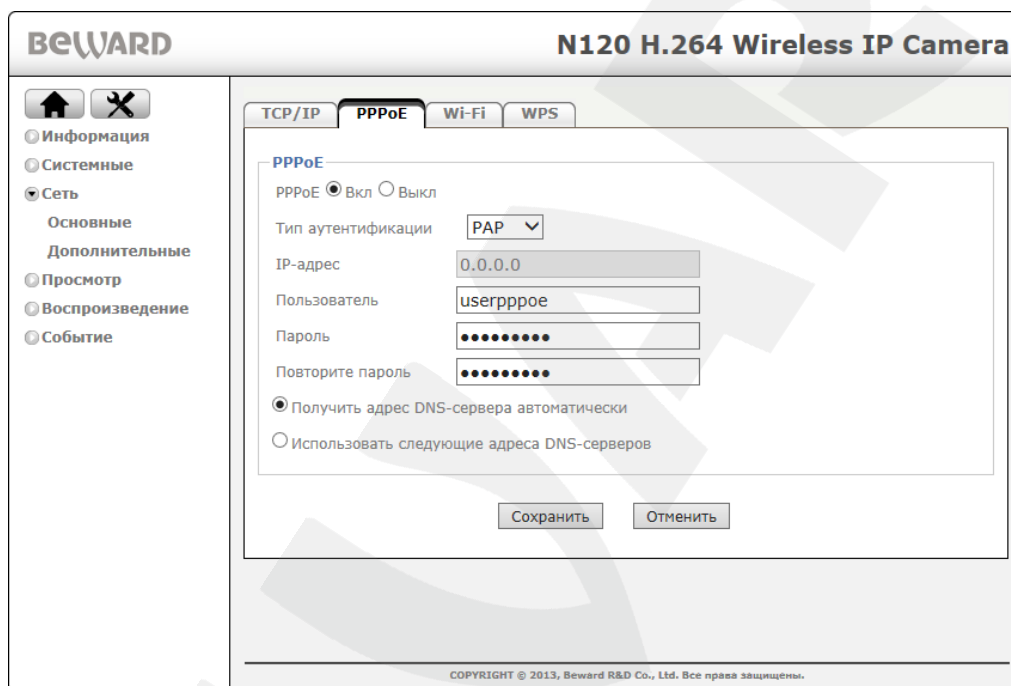 BEWARD
N120 H.264 Wireless IP Camera
Информация
Системные
Сеть
Основные
Дополнительные
Просмотр
Воспроизведение
Событие
TCP/IP PPPoE Wi-Fi WPS
PPPoE
PPPoE Вкл Выкл
Тип аутентификации PAP
IP-адрес 0.0.0.0
Пользователь userpppoe
Пароль •••••••••
Повторите пароль •••••••••
Получить адрес DNS-сервера автоматически
Использовать следующие адреса DNS-серверов
Сохранить Отменить
COPYRIGHT © 2013, Beward R&D Co., Ltd. Все права защищены.